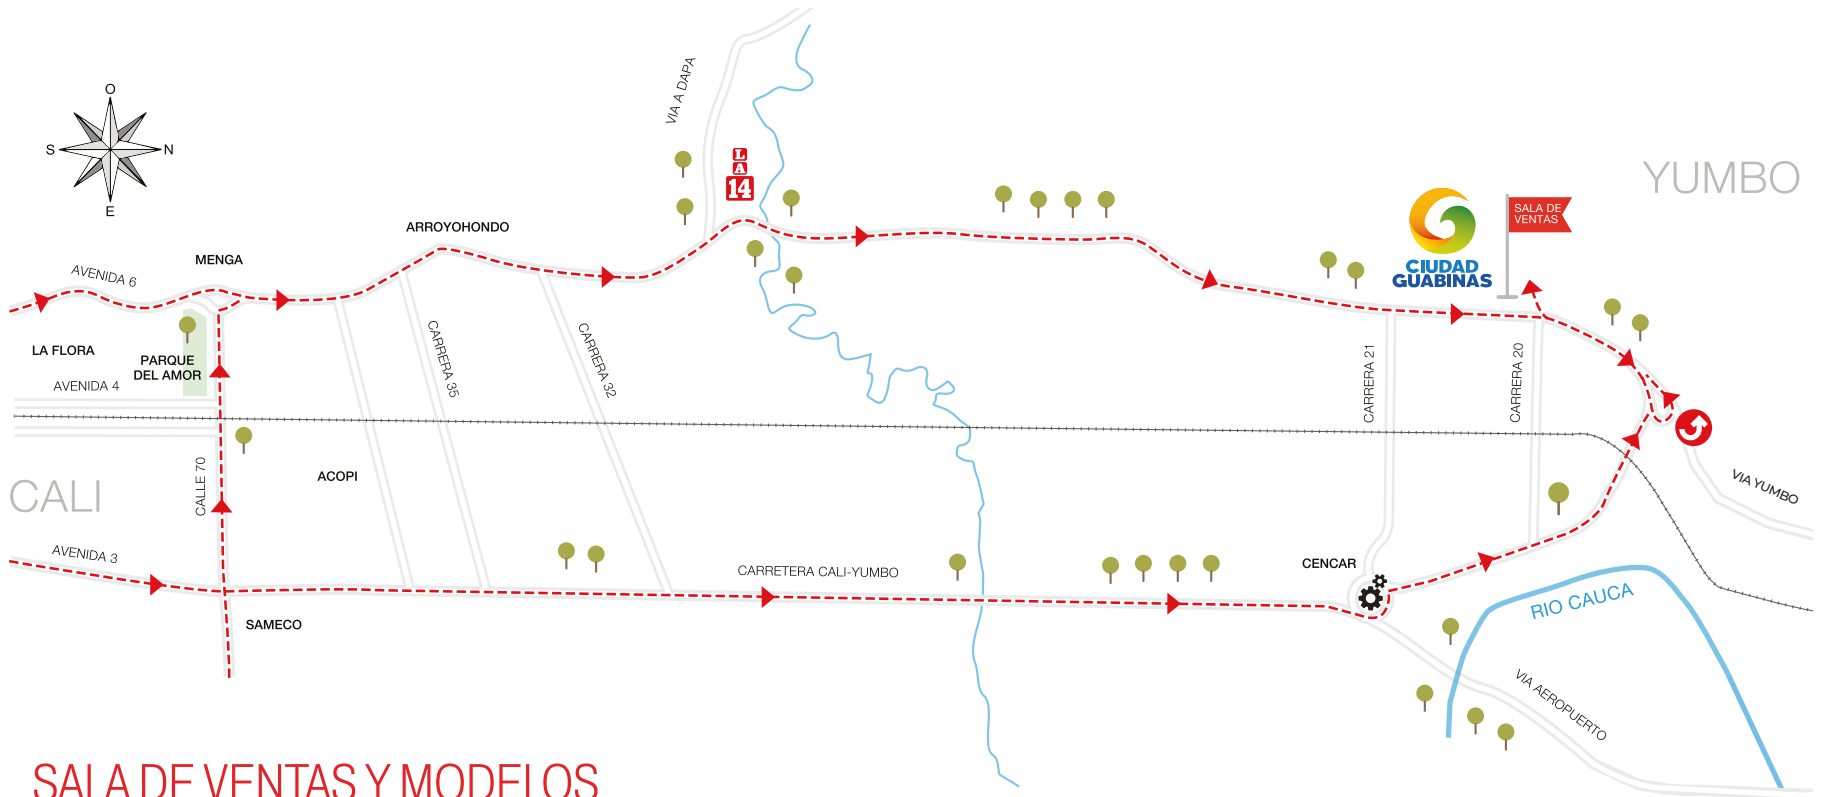 O
S
N
E
VIA A DAPA
LA
14
YUMBO
SALA DE
VENTAS
ARROYOHONDO
MENGA
AVENIDA 6
CIUDAD
GUABINAS
LA FLORA
PARQUE
DEL AMOR
AVENIDA 4
CARRERA 35
CARRERA 32
CARRERA 21
CARRERA 20
CALI
CALLE 70
ACOPI
VIA YUMBO
AVENIDA 3
CARRETERA CALI-YUMBO
CENCAR
RIO CAUCA
SAMECO
VIA AEROPUERTO
SALA DE VENTAS Y MODELOS